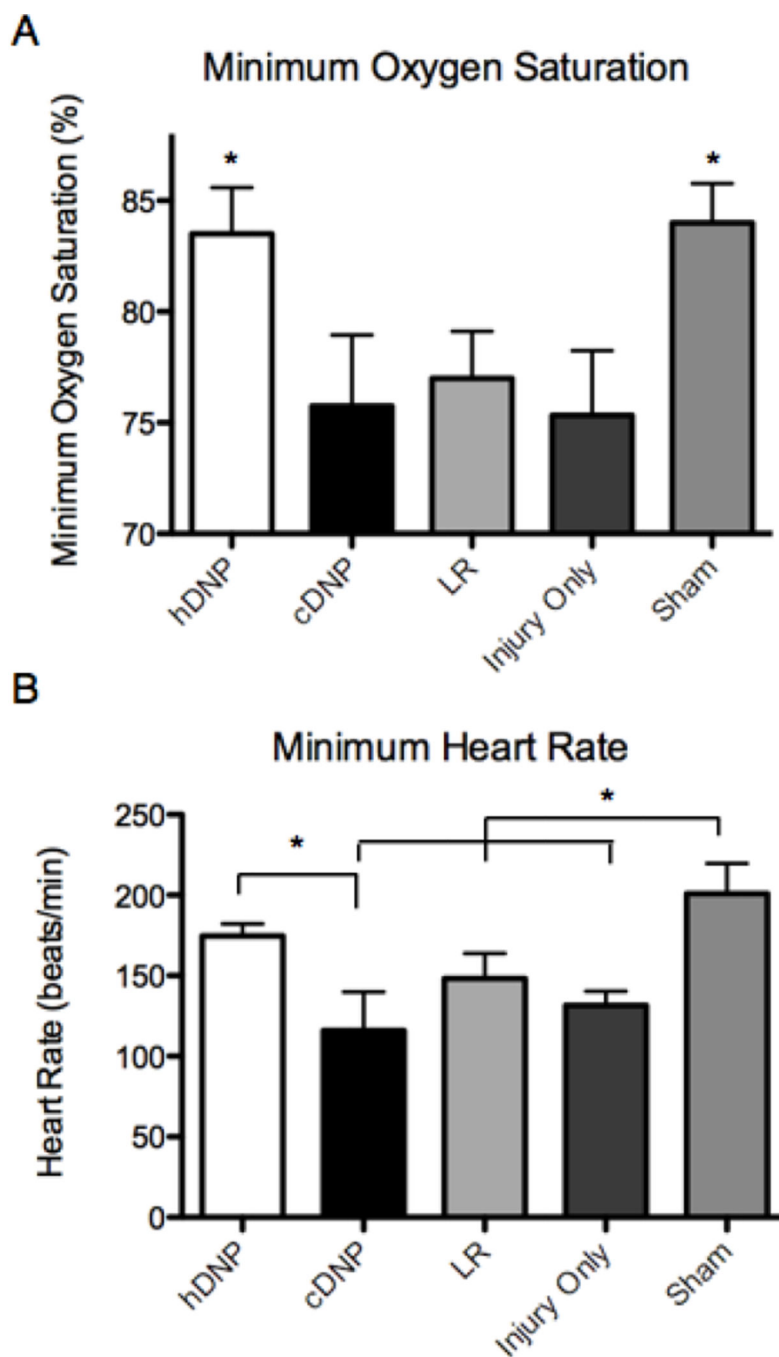 A
Minimum Oxygen Saturation
Minimum Oxygen Saturation (%)
85
80
75
70
*
*
hDNP
cDNP
LR
Injury Only
Sham
B
Minimum Heart Rate
Heart Rate (beats/min)
250
200
150
100
50
0
*
*
hDNP
cDNP
LR
Injury Only
Sham